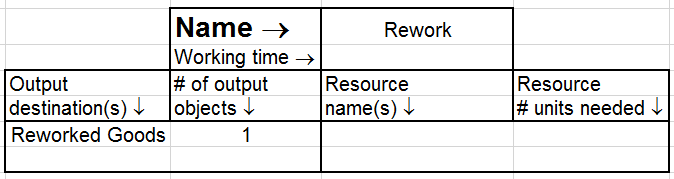 Name → Rework
Working time →
Output # of output Resource Resource
destination(s) ↓ objects ↓ name(s) ↓ # units needed ↓
Reworked Goods 1